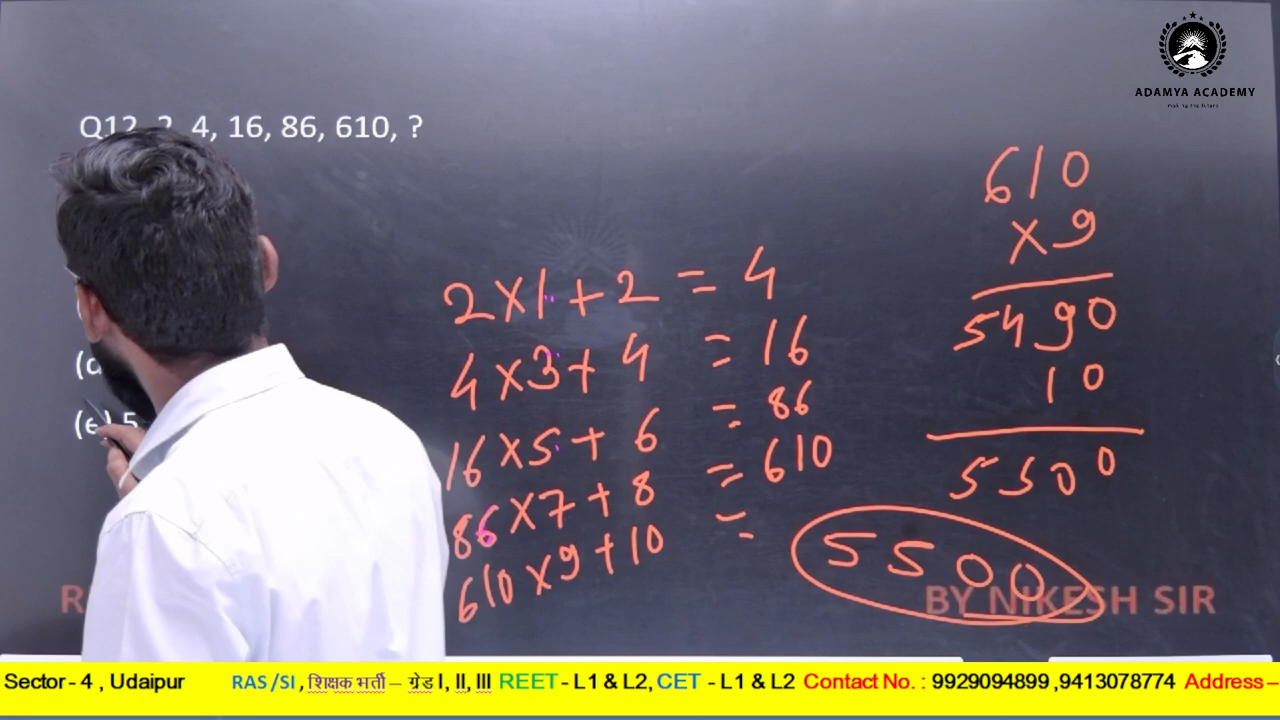 ADAMYA ACADEMY
Q12. 2, 4, 16, 86, 610, ?
2×1+2 = 4
4×3+4 = 16
16×5+6 = 86
86×7+8 = 610
610×9+10 = 5500
610
×9
5490
10
5500
(e) 5
BY NIKESH SIR
Sector - 4 , Udaipur RAS /SI , शिक्षक भर्ती – ग्रेड I, II, III REET - L1 & L2, CET - L1 & L2 Contact No. : 9929094899 ,9413078774 Address –